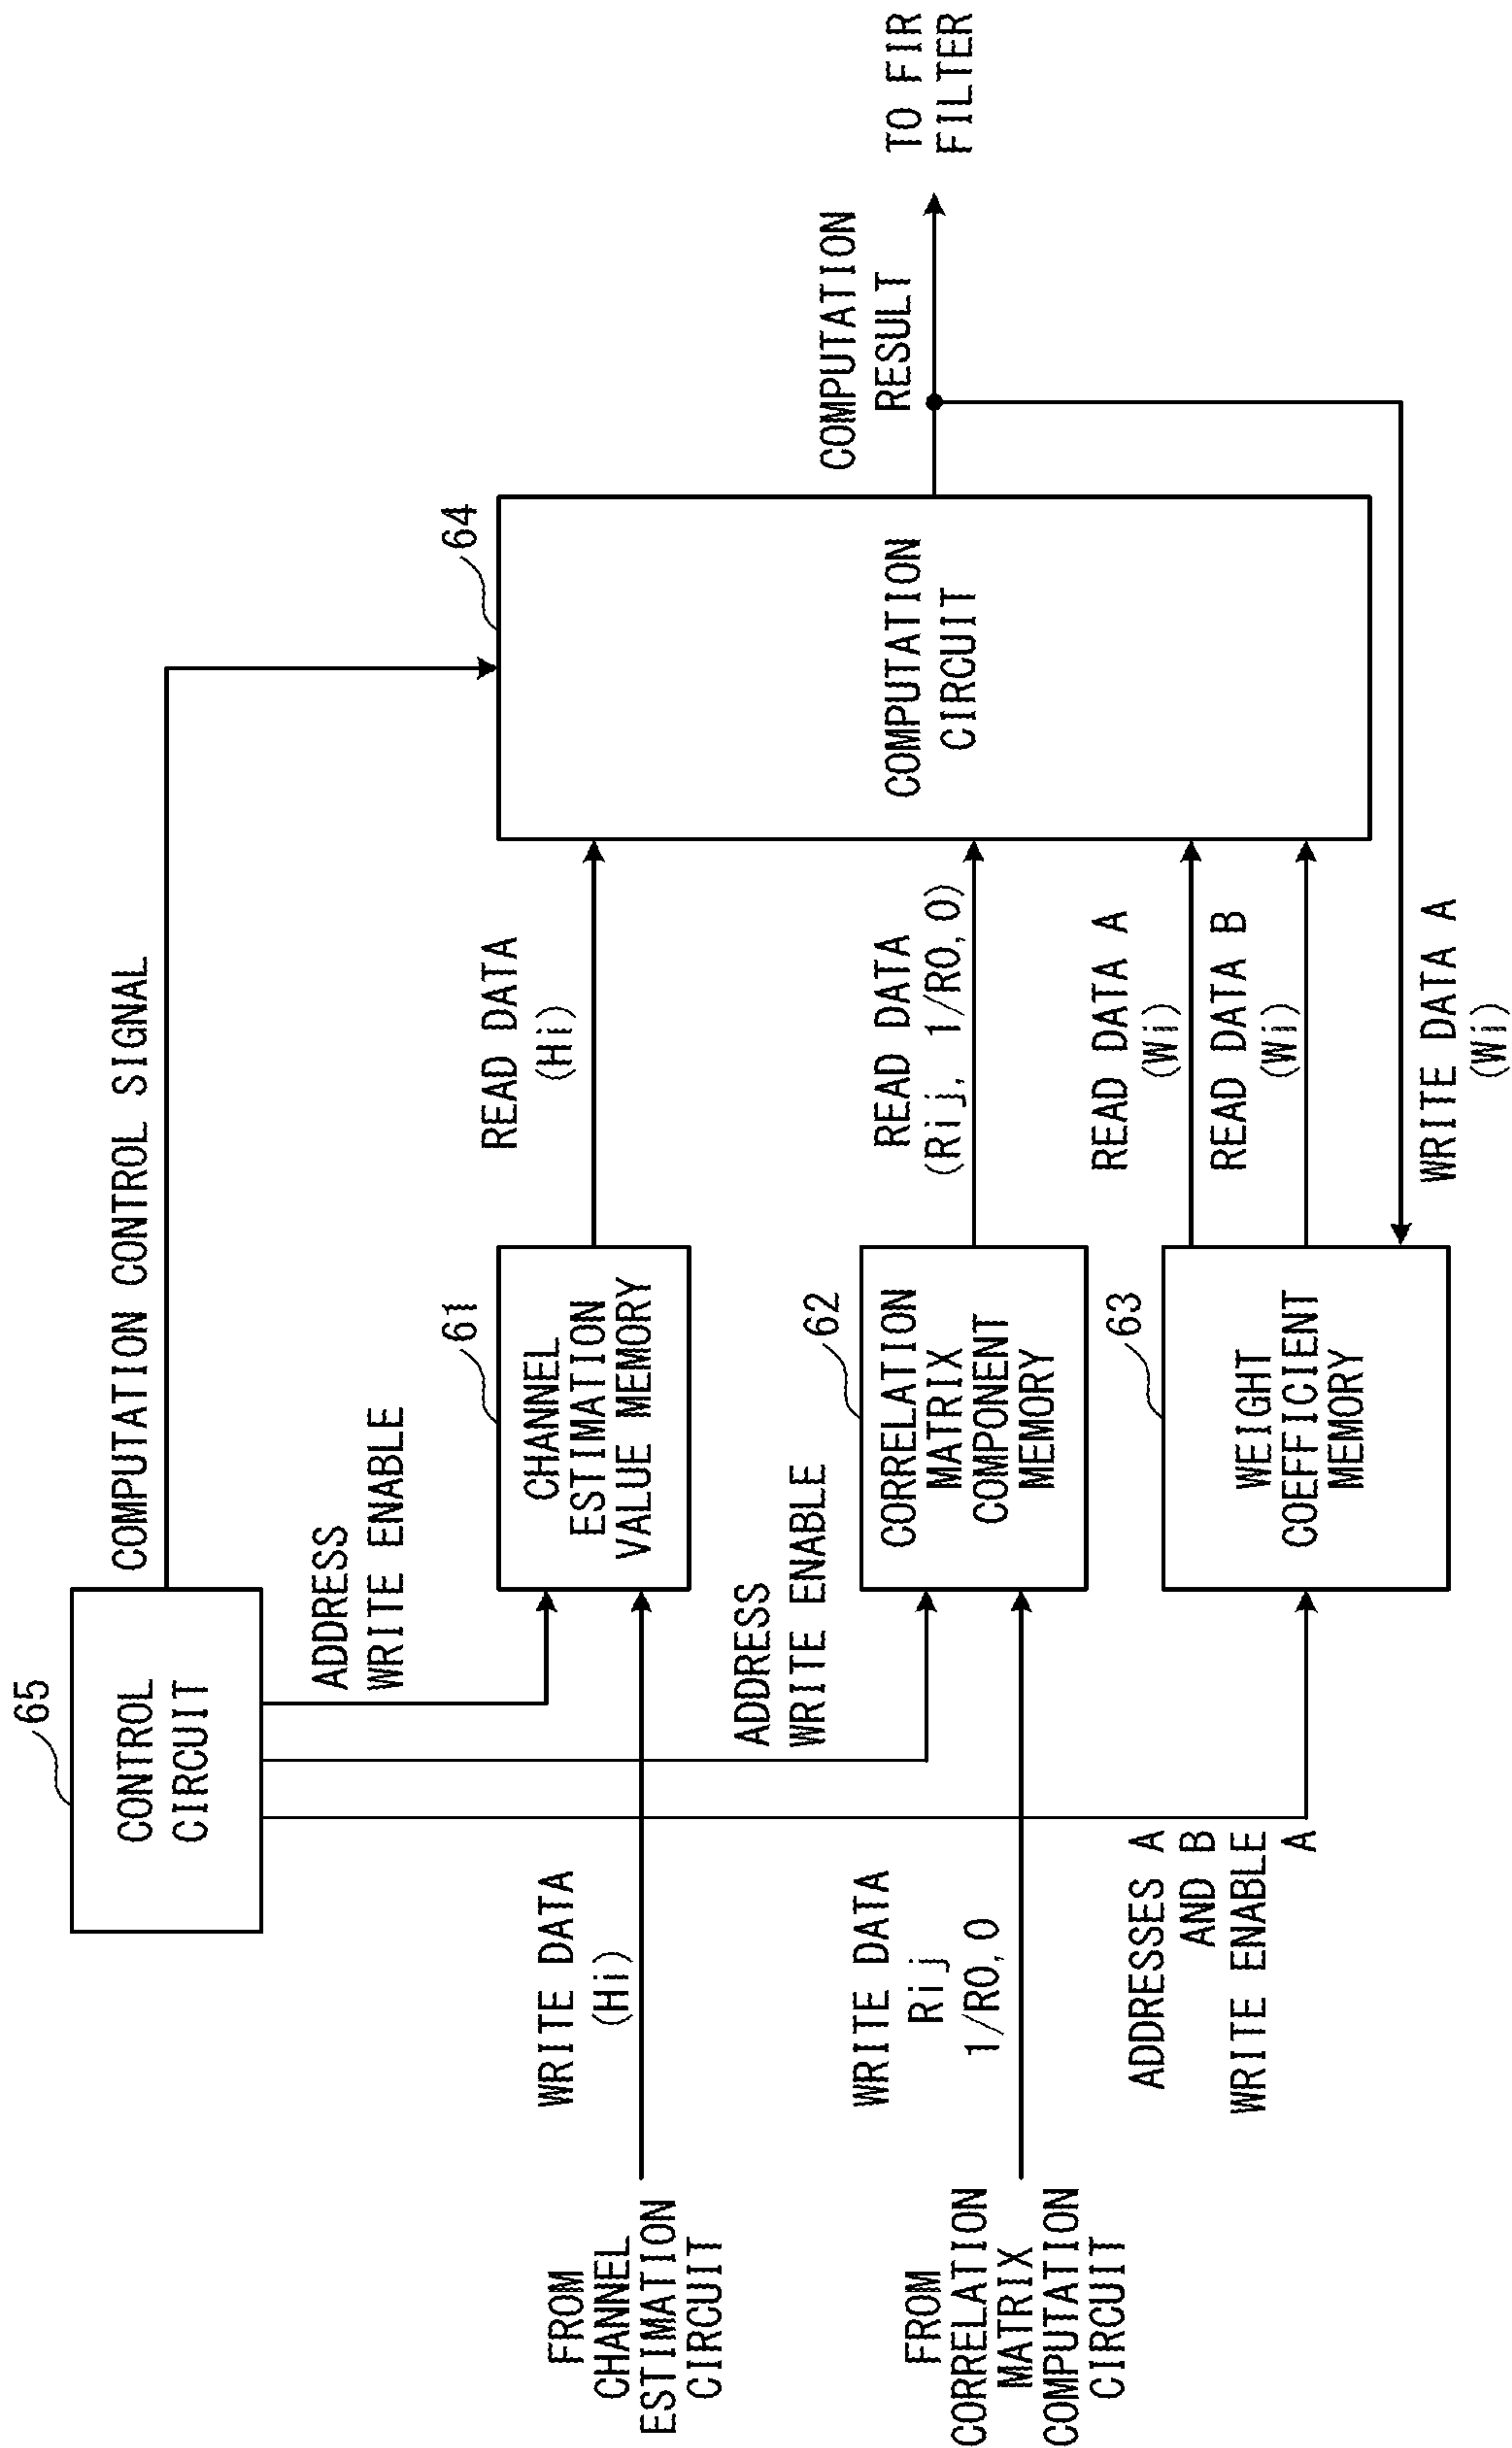 65
CONTROL
CIRCUIT
COMPUTATION CONTROL SIGNAL
ADDRESS
WRITE ENABLE
FROM
CHANNEL
ESTIMATION
CIRCUIT
WRITE DATA
(Hi)
61
CHANNEL
ESTIMATION
VALUE MEMORY
READ DATA
(Hi)
64
COMPUTATION
CIRCUIT
COMPUTATION
RESULT
TO FIR
FILTER
ADDRESS
WRITE ENABLE
FROM
CORRELATION
MATRIX
COMPUTATION
CIRCUIT
WRITE DATA
Rij
1/R0,0
62
CORRELATION
MATRIX
COMPONENT
MEMORY
READ DATA
(Rij, 1/R0,0)
ADDRESSES A
AND B
WRITE ENABLE
A
63
WEIGHT
COEFFICIENT
MEMORY
READ DATA A
(Wi)
READ DATA B
(Wi)
WRITE DATA A
(Wi)